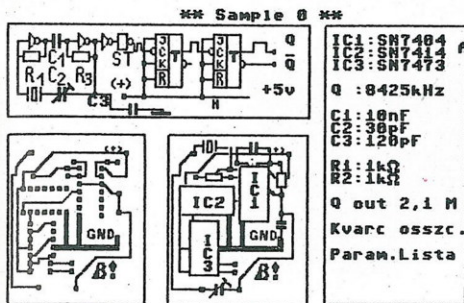 ** Sample 0 **
J C K R T
J C K R T
Q
Q
C1
R1 C2 R3
ST
(+)
C3
N
+5v
(+)
GND
B!
(+)
IC1
IC2
GND
IC3
B!
IC1:SN7404
IC2:SN7414
IC3:SN7473
Q :8425kHz
C1:10nF
C2:30pF
C3:120pF
R1:1kΩ
R2:1kΩ
Q out 2,1 M
Kvarc osszc.
Param.Lista